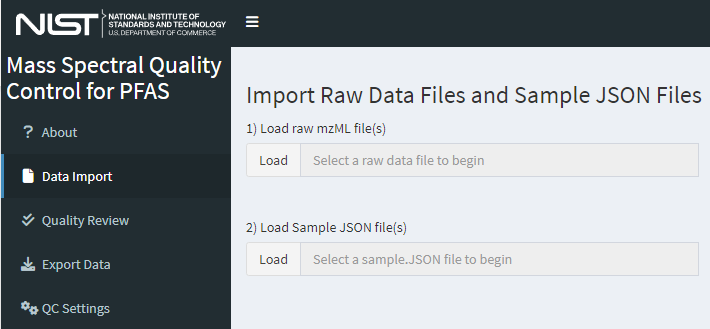 NIST
NATIONAL INSTITUTE OF
STANDARDS AND TECHNOLOGY
U.S. DEPARTMENT OF COMMERCE
Mass Spectral Quality
Control for PFAS
? About
Data Import
Quality Review
Export Data
QC Settings
Import Raw Data Files and Sample JSON Files
1) Load raw mzML file(s)
Load Select a raw data file to begin
2) Load Sample JSON file(s)
Load Select a sample.JSON file to begin